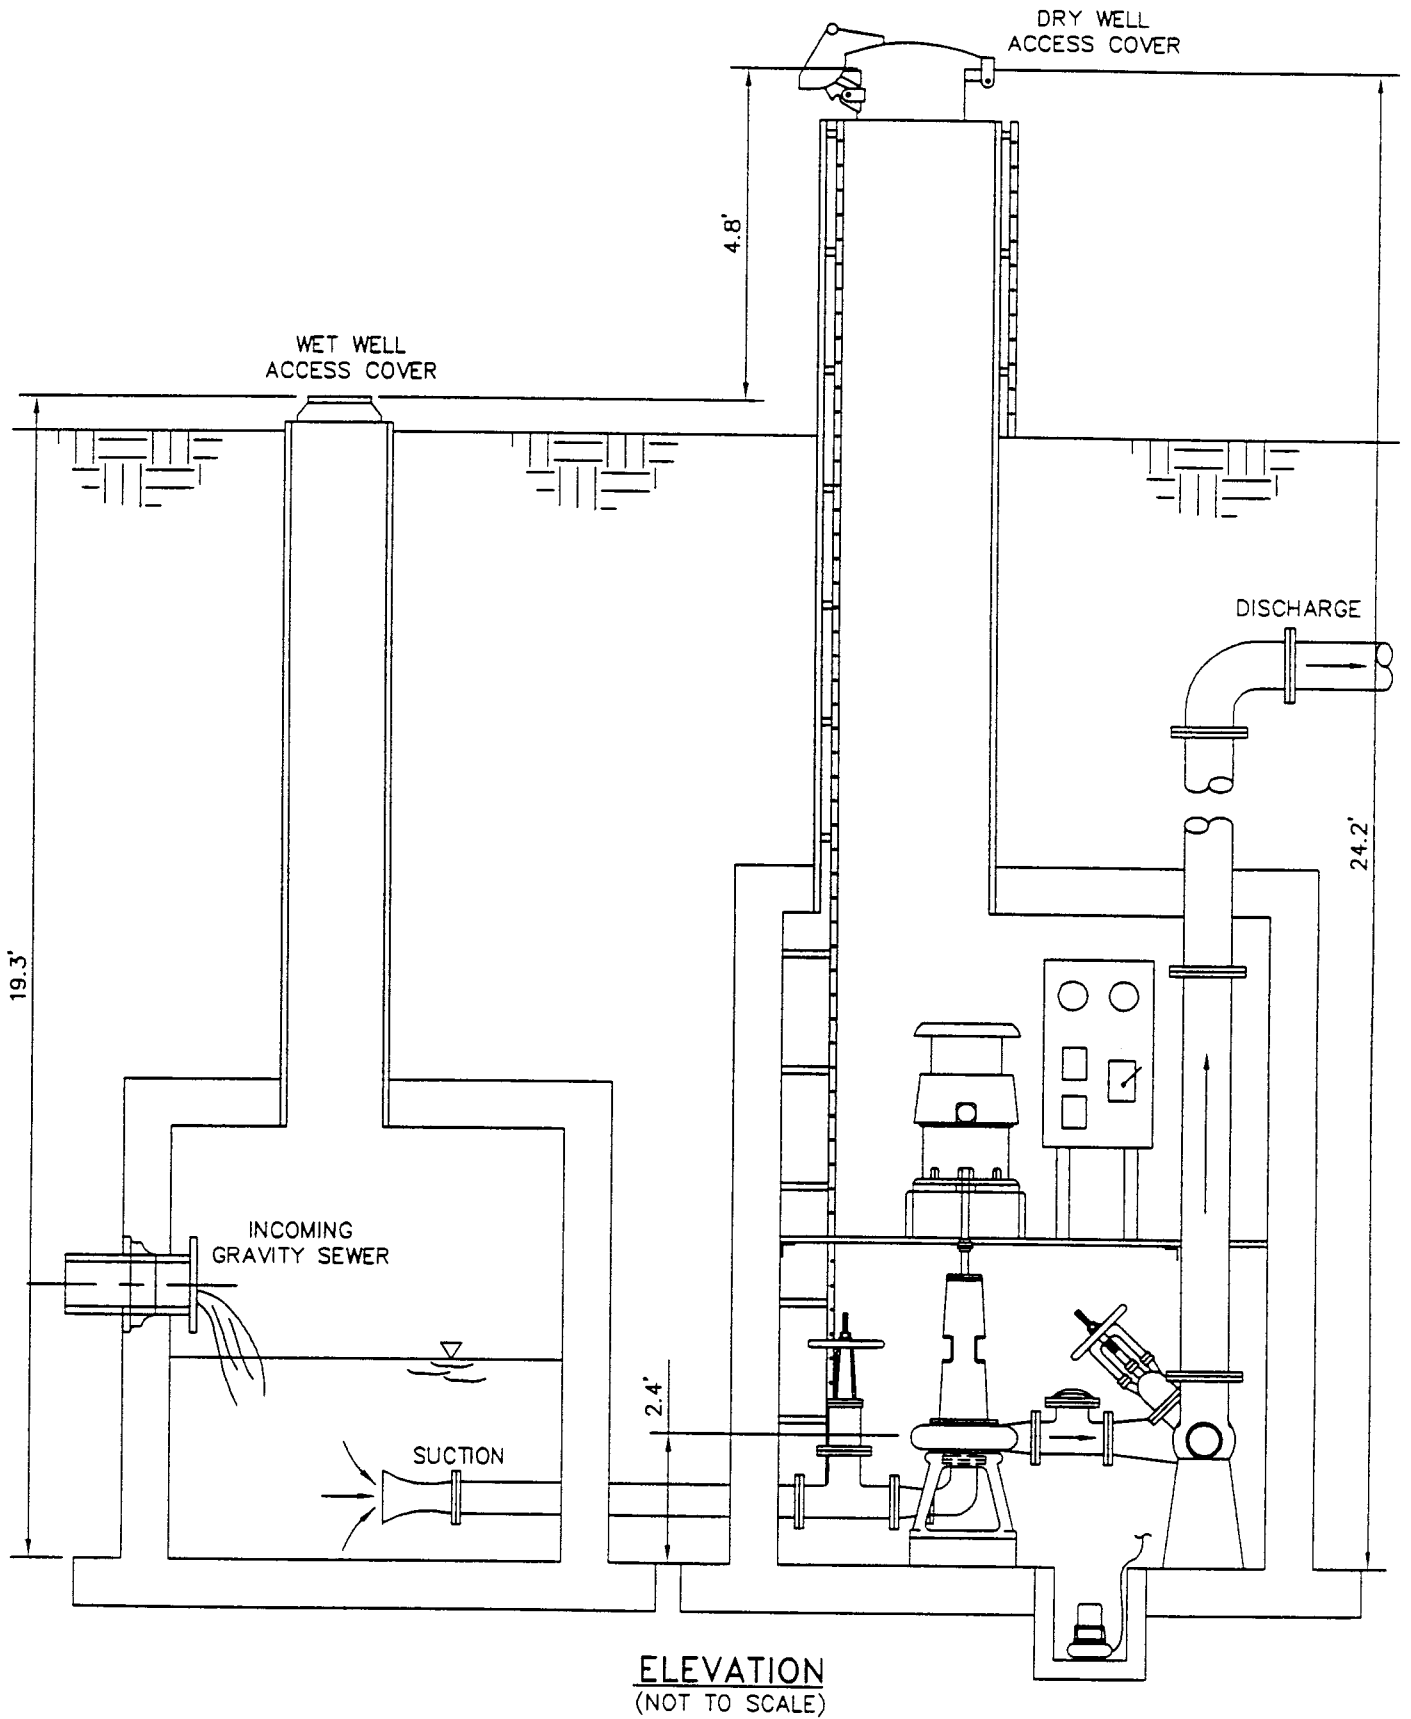 DRY WELL
ACCESS COVER
4.8'
WET WELL
ACCESS COVER
DISCHARGE
24.2'
19.3'
INCOMING
GRAVITY SEWER
2.4'
SUCTION
ELEVATION
(NOT TO SCALE)